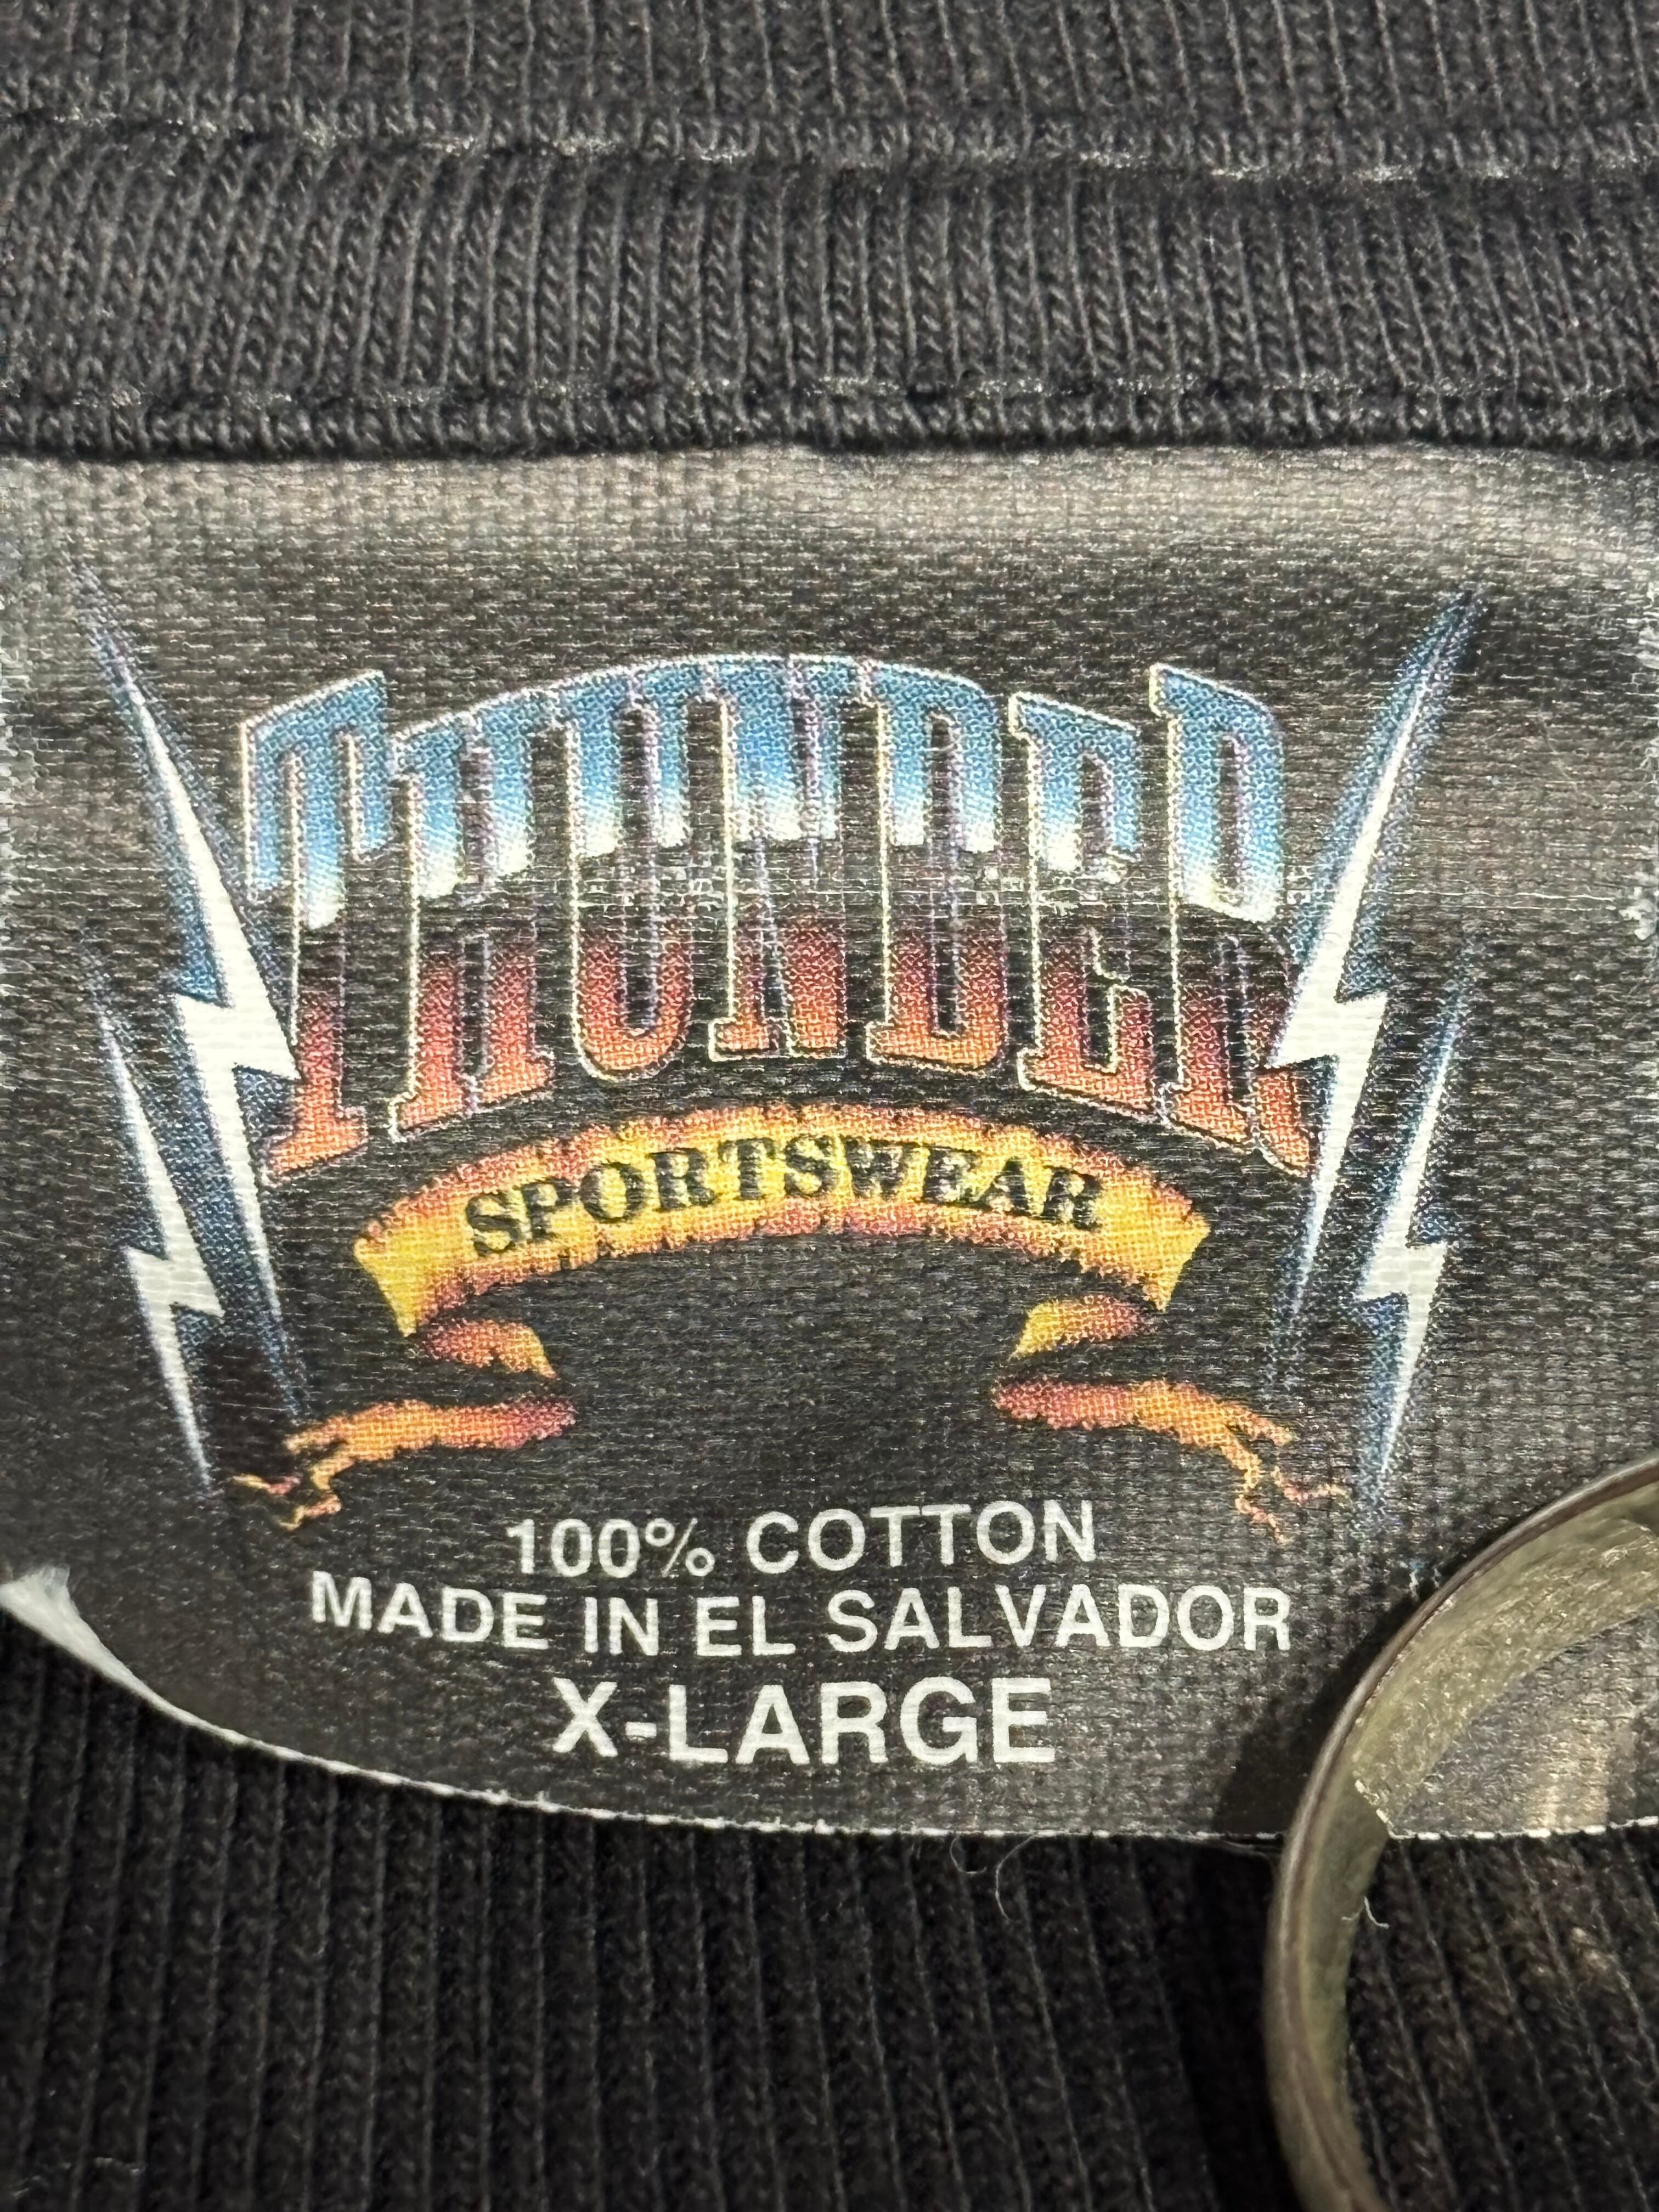 THUNDER
SPORTSWEAR
100% COTTON
MADE IN EL SALVADOR
X-LARGE